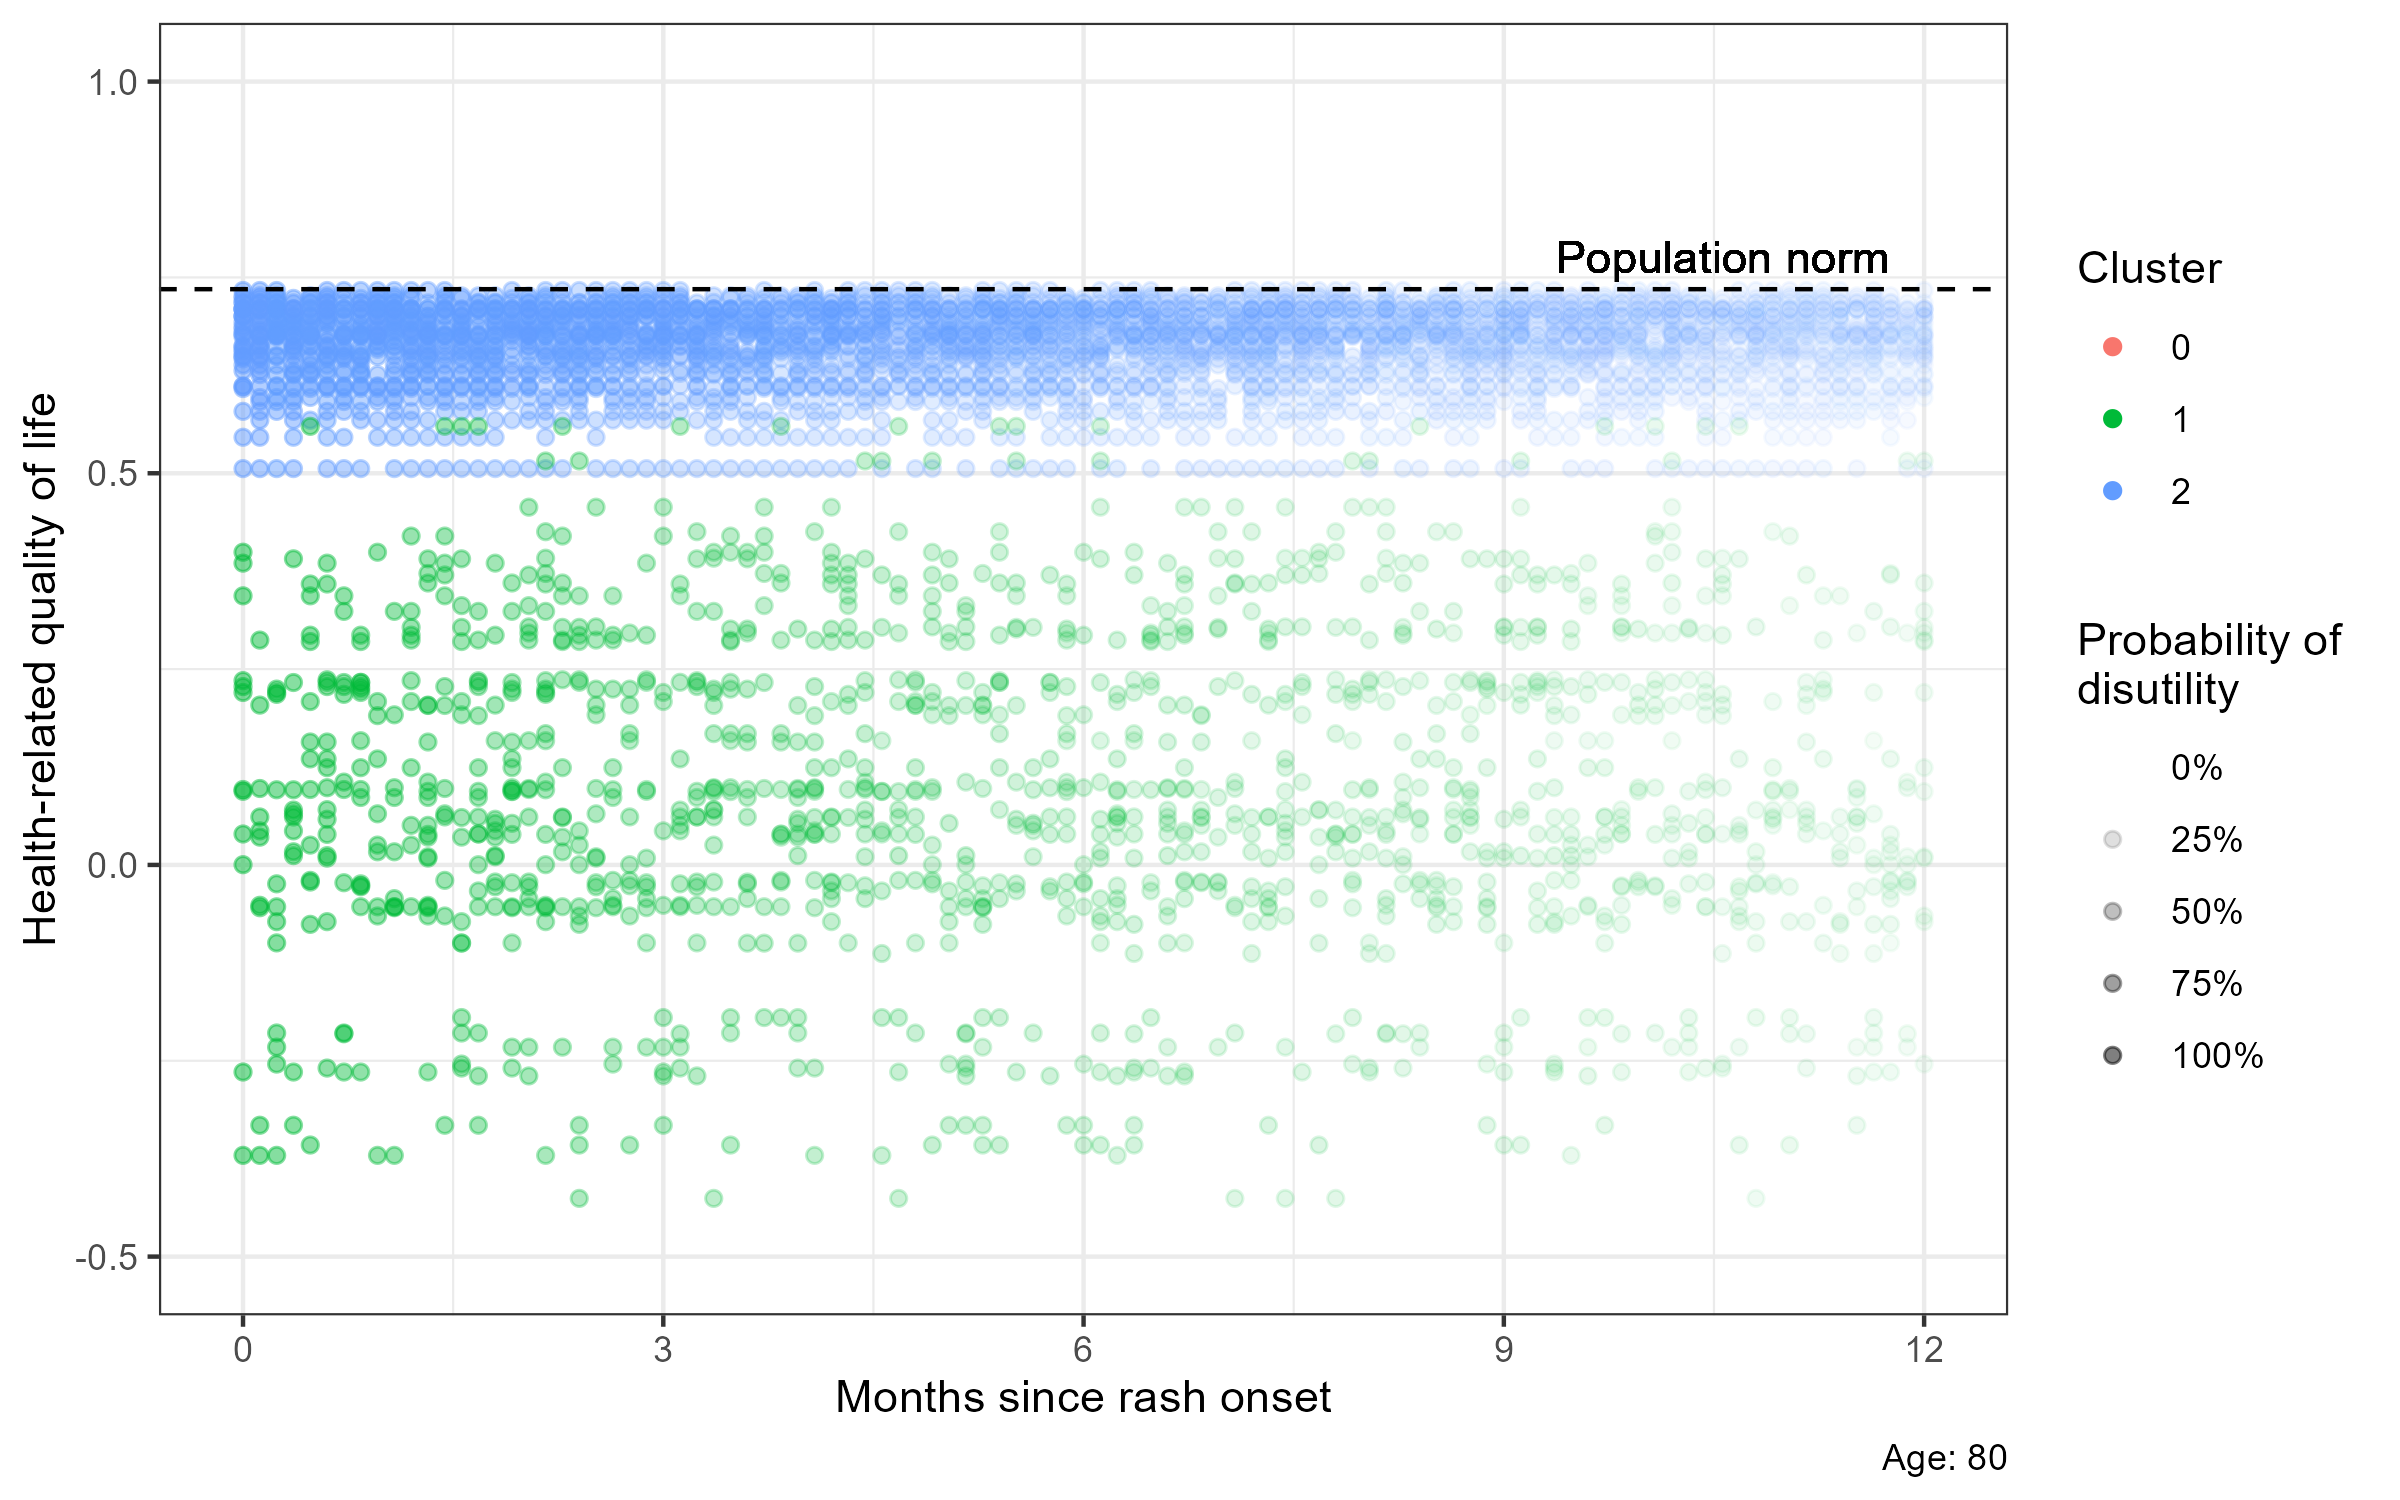 1.0
0.5
0.0
-0.5
Health-related quality of life
Population norm
0
3
6
9
12
Months since rash onset
Age: 80
Cluster
0
1
2
Probability of
disutility
0%
25%
50%
75%
100%